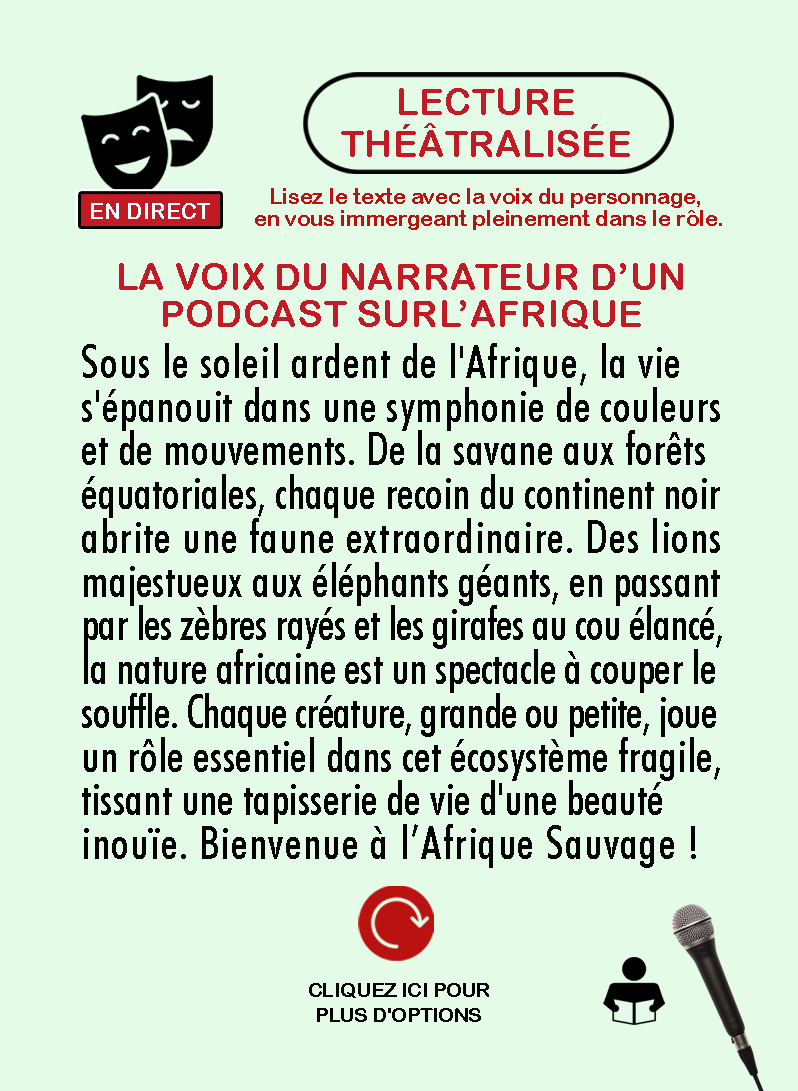 LECTURE
THÉÂTRALISÉE
EN DIRECT
Lisez le texte avec la voix du personnage,
en vous immergeant pleinement dans le rôle.
LA VOIX DU NARRATEUR D’UN
PODCAST SURL’AFRIQUE
Sous le soleil ardent de l'Afrique, la vie
s'épanouit dans une symphonie de couleurs
et de mouvements. De la savane aux forêts
équatoriales, chaque recoin du continent noir
abrite une faune extraordinaire. Des lions
majestueux aux éléphants géants, en passant
par les zèbres rayés et les girafes au cou élancé,
la nature africaine est un spectacle à couper le
souffle. Chaque créature, grande ou petite, joue
un rôle essentiel dans cet écosystème fragile,
tissant une tapisserie de vie d'une beauté
inouïe. Bienvenue à l’Afrique Sauvage !
CLIQUEZ ICI POUR
PLUS D'OPTIONS